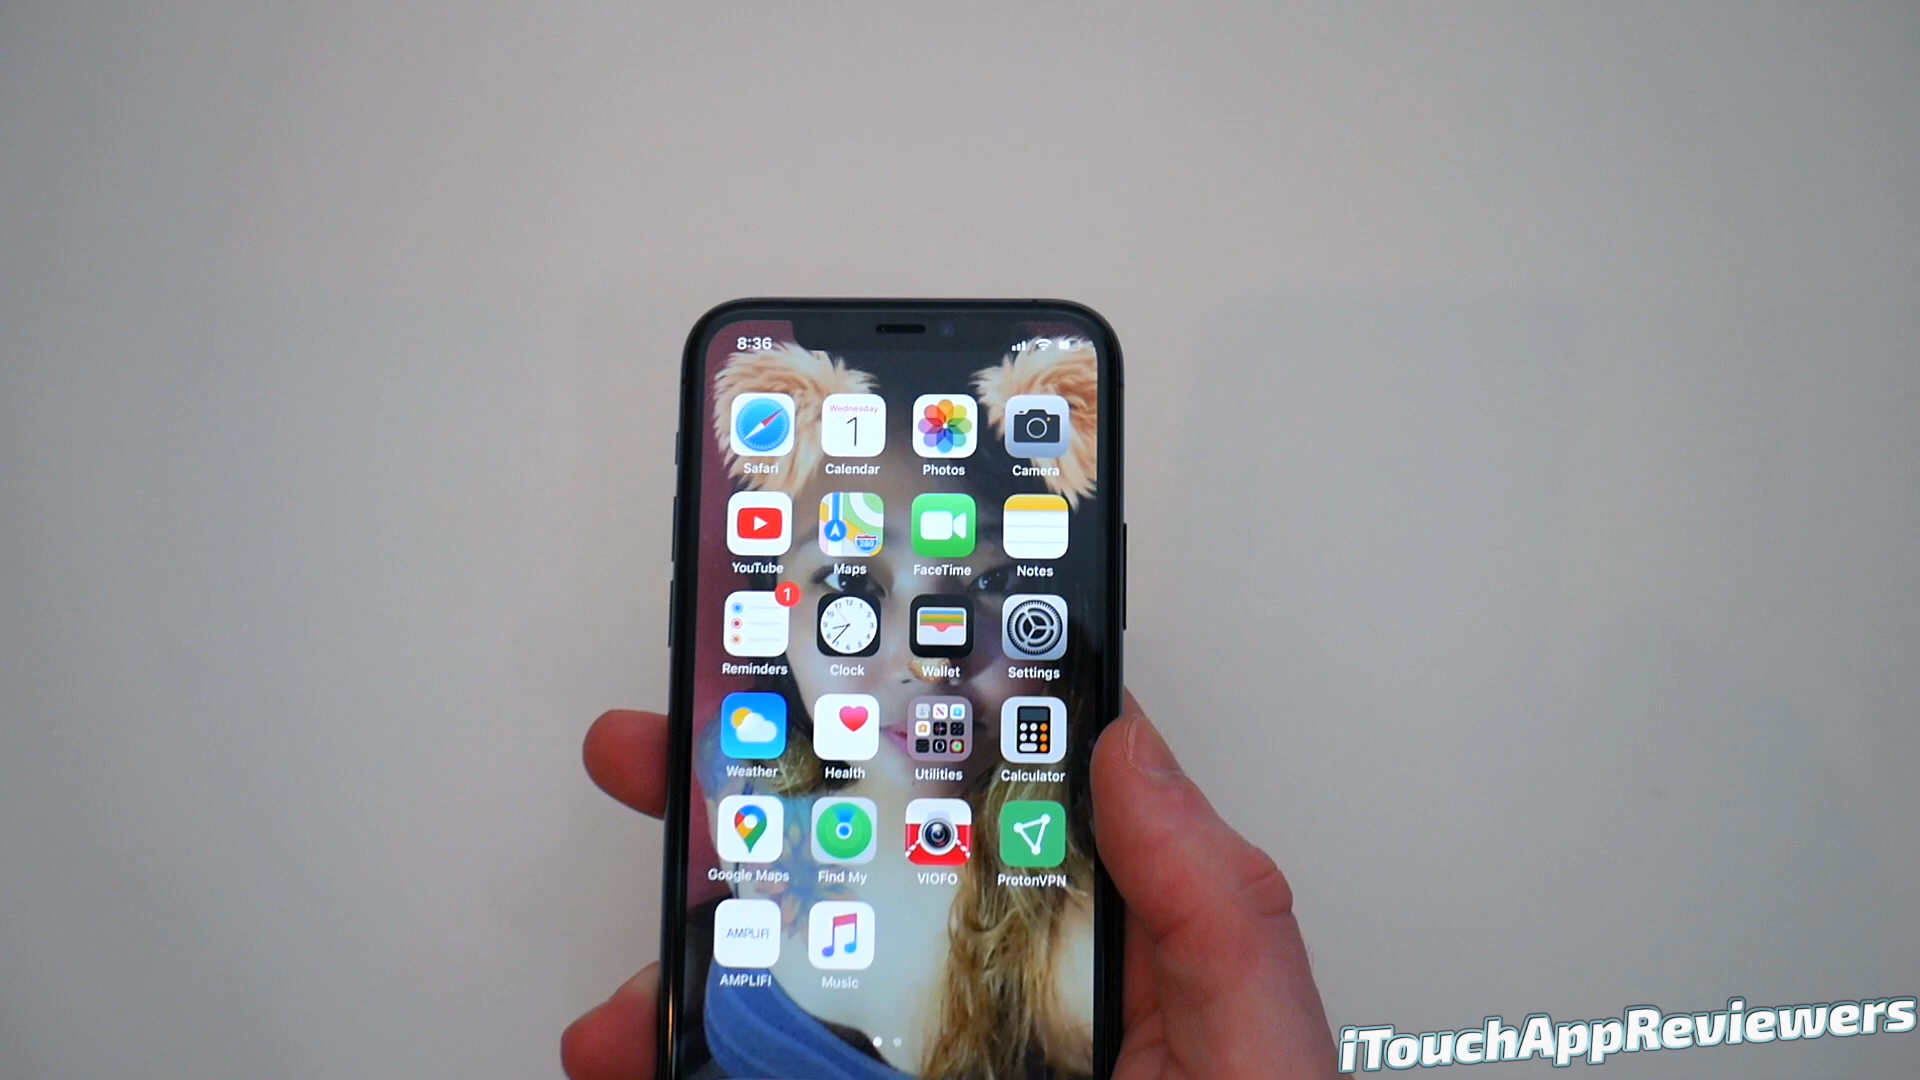 8:36
Wednesday
1
Safari
Calendar
Photos
Camera
280
YouTube
Maps
FaceTime
Notes
1
Reminders
Clock
Wallet
Settings
Weather
Health
Utilities
Calculator
Google Maps
Find My
VIOFO
ProtonVPN
AMPLIFI
AMPLIFI
Music
iTouchAppReviewers